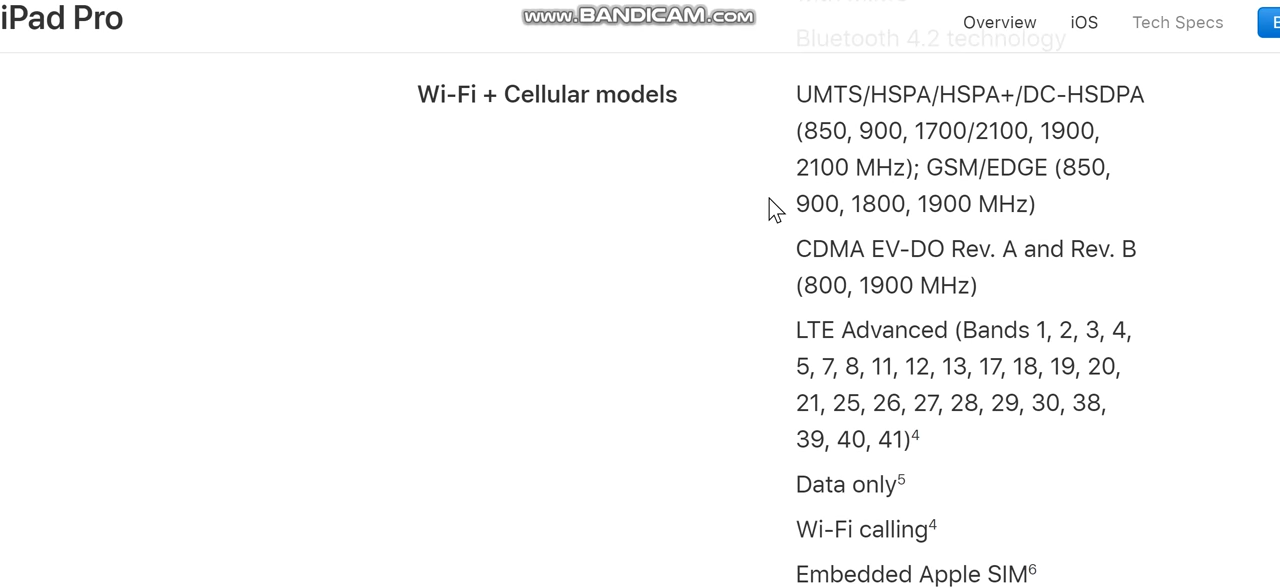 iPad Pro
www.BANDICAM.com
Overview
iOS
Tech Specs
Bluetooth 4.2 technology
Wi-Fi + Cellular models
UMTS/HSPA/HSPA+/DC-HSDPA
(850, 900, 1700/2100, 1900,
2100 MHz); GSM/EDGE (850,
900, 1800, 1900 MHz)
CDMA EV-DO Rev. A and Rev. B
(800, 1900 MHz)
LTE Advanced (Bands 1, 2, 3, 4,
5, 7, 8, 11, 12, 13, 17, 18, 19, 20,
21, 25, 26, 27, 28, 29, 30, 38,
39, 40, 41)⁴
Data only⁵
Wi-Fi calling⁴
Embedded Apple SIM⁶